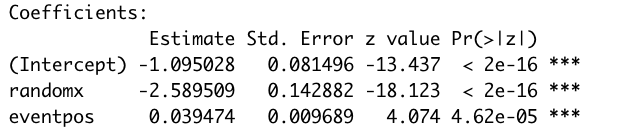 Coefficients:
Estimate Std. Error z value Pr(>|z|)
(Intercept) -1.095028 0.081496 -13.437 < 2e-16 ***
randomx -2.589509 0.142882 -18.123 < 2e-16 ***
eventpos 0.039474 0.009689 4.074 4.62e-05 ***